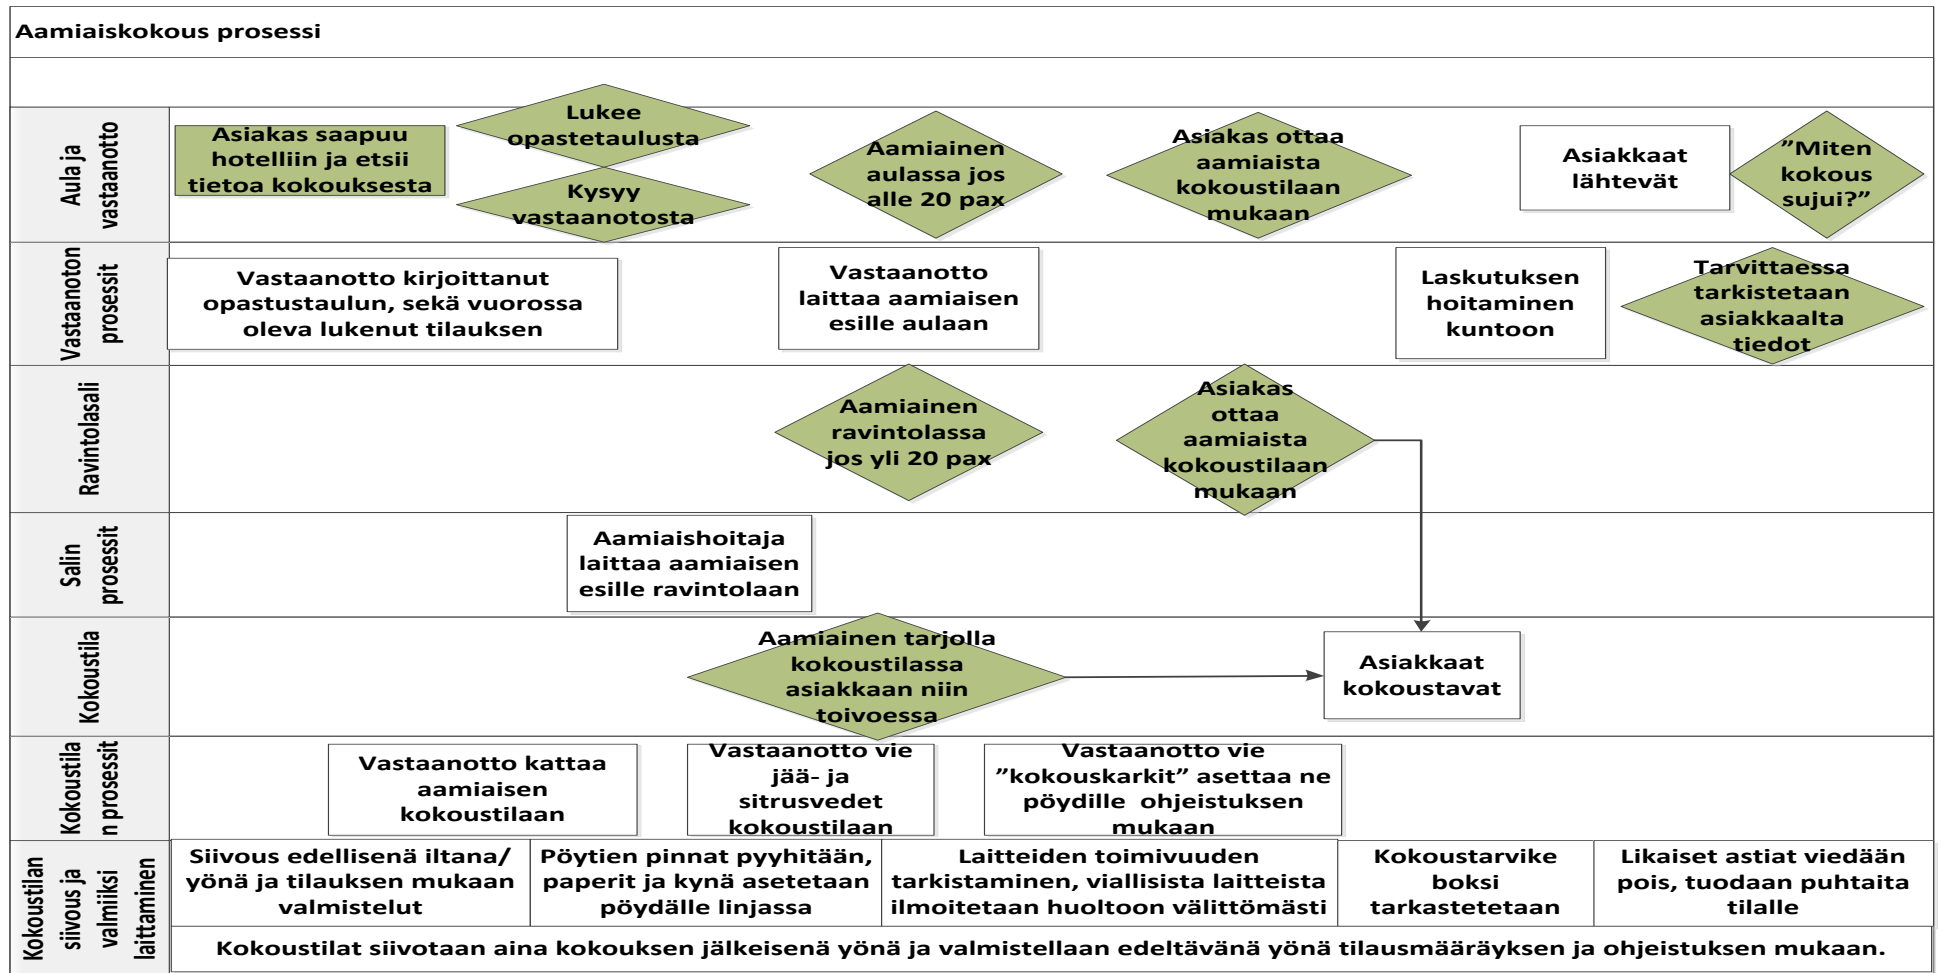 Aamiaiskokous prosessi
Aula ja
vastaanotto
Asiakas saapuu
hotelliin ja etsii
tietoa kokouksesta
Lukee
opastetaulusta
Kysyy
vastaanotosta
Aamiainen
aulassa jos
alle 20 pax
Asiakas ottaa
aamiaista
kokoustilaan
mukaan
Asiakkaat
lähtevät
”Miten
kokous
sujui?”
Vastaanoton
prosessit
Vastaanotto kirjoittanut
opastustaulun, sekä vuorossa
oleva lukenut tilauksen
Vastaanotto
laittaa aamiaisen
esille aulaan
Laskutuksen
hoitaminen
kuntoon
Tarvittaessa
tarkistetaan
asiakkaalta
tiedot
Ravintolasali
Aamiainen
ravintolassa
jos yli 20 pax
Asiakas
ottaa
aamiaista
kokoustilaan
mukaan
Salin
prosessit
Aamiaishoitaja
laittaa aamiaisen
esille ravintolaan
Kokoustila
Aamiainen tarjolla
kokoustilassa
asiakkaan niin
toivoessa
Asiakkaat
kokoustavat
Kokoustila
n prosessit
Vastaanotto kattaa
aamiaisen
kokoustilaan
Vastaanotto vie
jää- ja
sitrusvedet
kokoustilaan
Vastaanotto vie
”kokouskarkit” asettaa ne
pöydille ohjeistuksen
mukaan
Kokoustilan
siivous ja
valmiiksi
laittaminen
Siivous edellisenä iltana/
yönä ja tilauksen mukaan
valmistelut
Pöytien pinnat pyyhitään,
paperit ja kynä asetetaan
pöydälle linjassa
Laitteiden toimivuuden
tarkistaminen, viallisista laitteista
ilmoitetaan huoltoon välittömästi
Kokoustarvike
boksi
tarkastetetaan
Likaiset astiat viedään
pois, tuodaan puhtaita
tilalle
Kokoustilat siivotaan aina kokouksen jälkeisenä yönä ja valmistellaan edeltävänä yönä tilausmääräyksen ja ohjeistuksen mukaan.